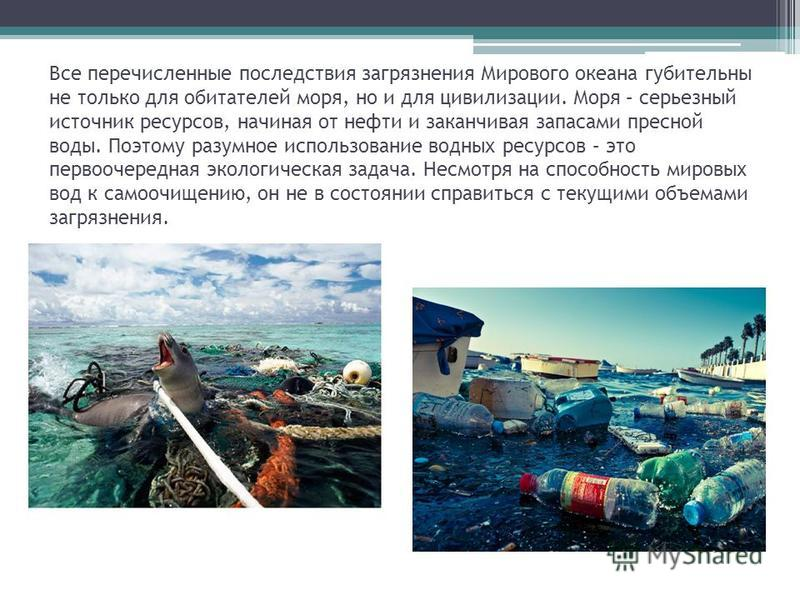 Все перечисленные последствия загрязнения Мирового океана губительны
не только для обитателей моря, но и для цивилизации. Моря – серьезный
источник ресурсов, начиная от нефти и заканчивая запасами пресной
воды. Поэтому разумное использование водных ресурсов – это
первоочередная экологическая задача. Несмотря на способность мировых
вод к самоочищению, он не в состоянии справиться с текущими объемами
загрязнения.
MyShared